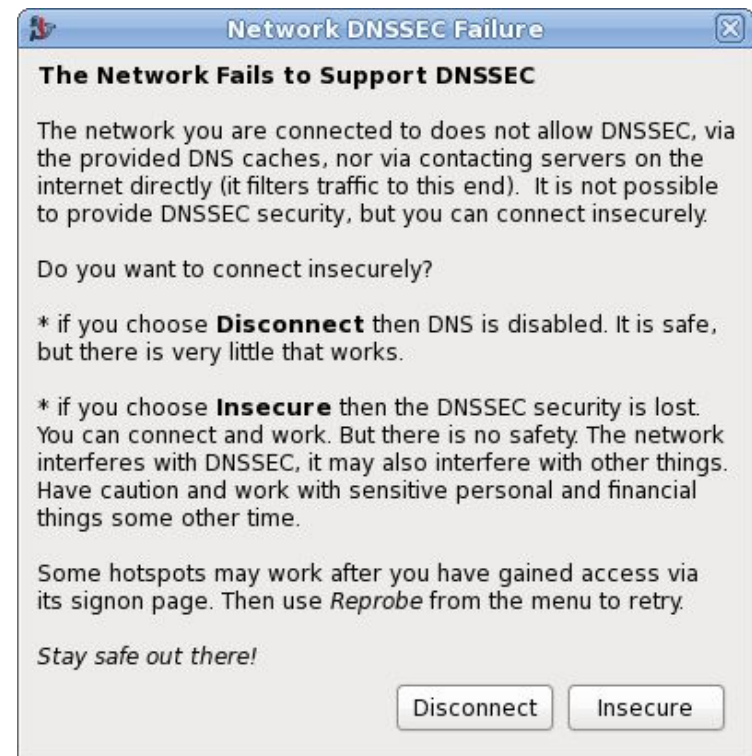 Network DNSSEC Failure
The Network Fails to Support DNSSEC
The network you are connected to does not allow DNSSEC, via
the provided DNS caches, nor via contacting servers on the
internet directly (it filters traffic to this end).  It is not possible
to provide DNSSEC security, but you can connect insecurely.
Do you want to connect insecurely?
* if you choose Disconnect then DNS is disabled. It is safe,
but there is very little that works.
* if you choose Insecure then the DNSSEC security is lost.
You can connect and work. But there is no safety. The network
interferes with DNSSEC, it may also interfere with other things.
Have caution and work with sensitive personal and financial
things some other time.
Some hotspots may work after you have gained access via
its signon page. Then use Reprobe from the menu to retry.
Stay safe out there!
Disconnect Insecure